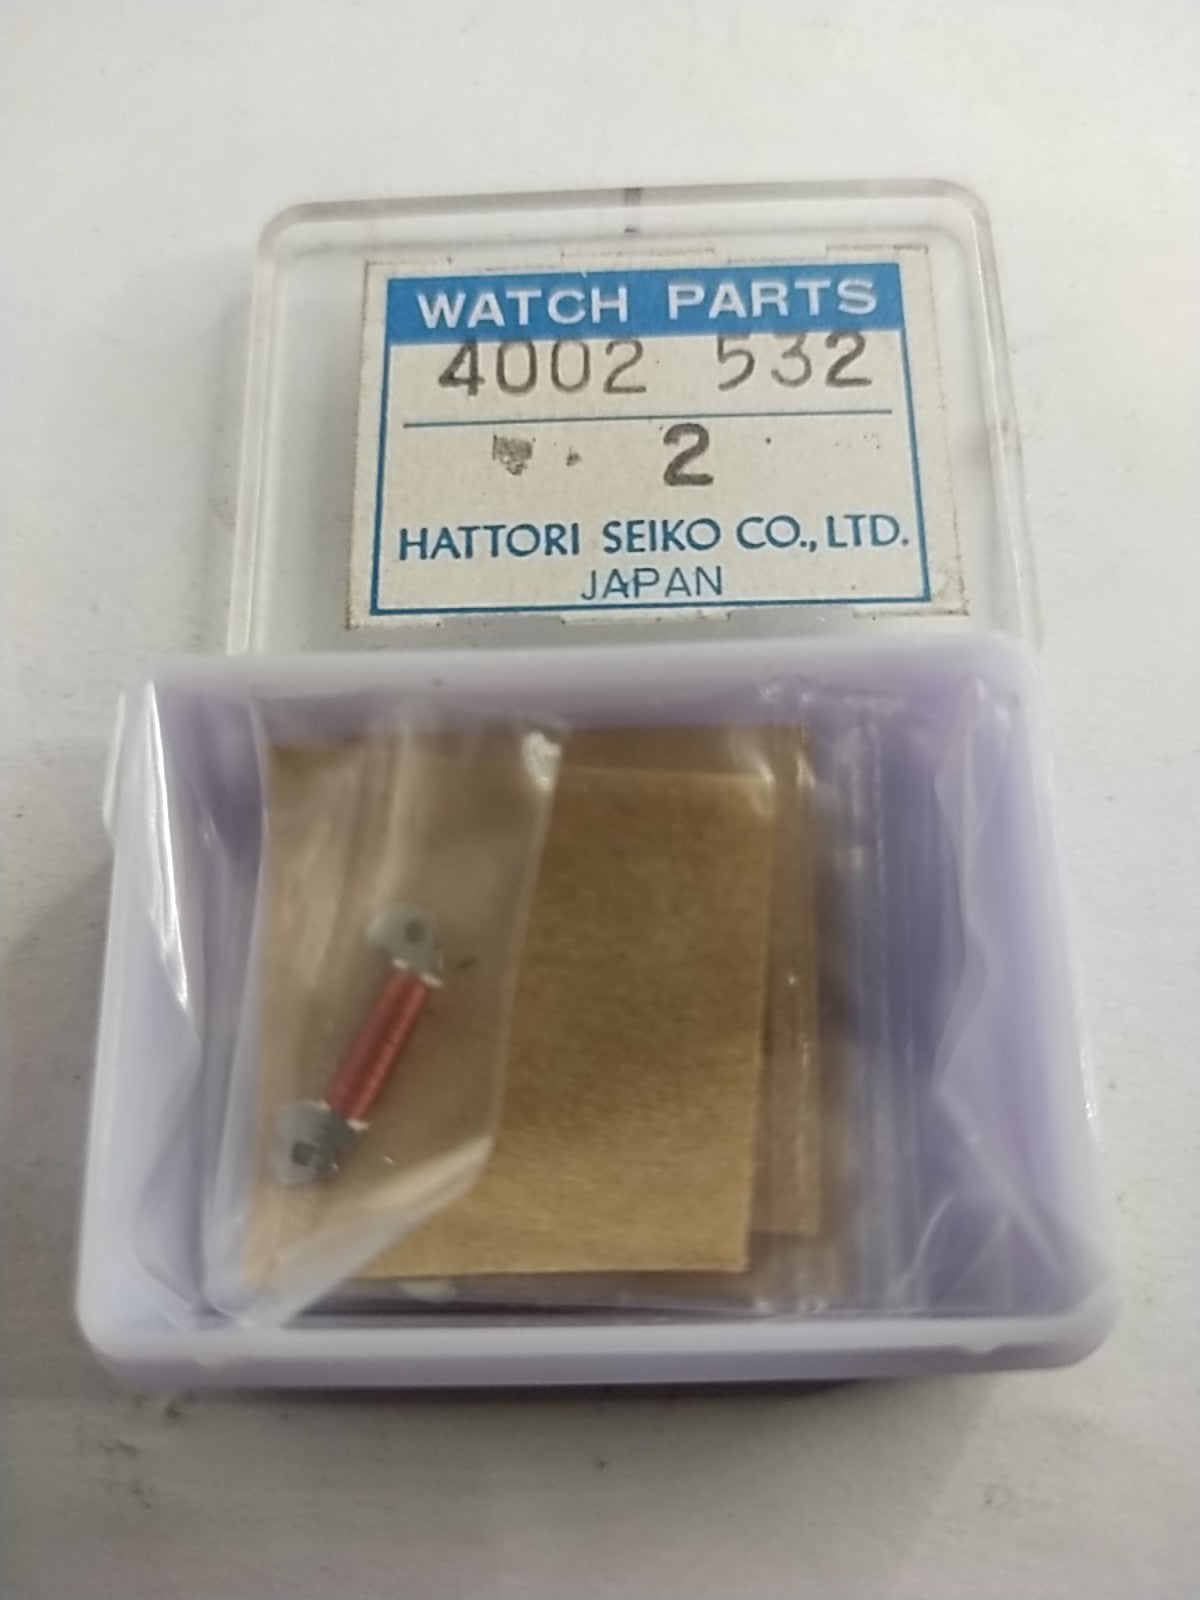 WATCH PARTS
4002 532
2
HATTORI SEIKO CO., LTD.
JAPAN